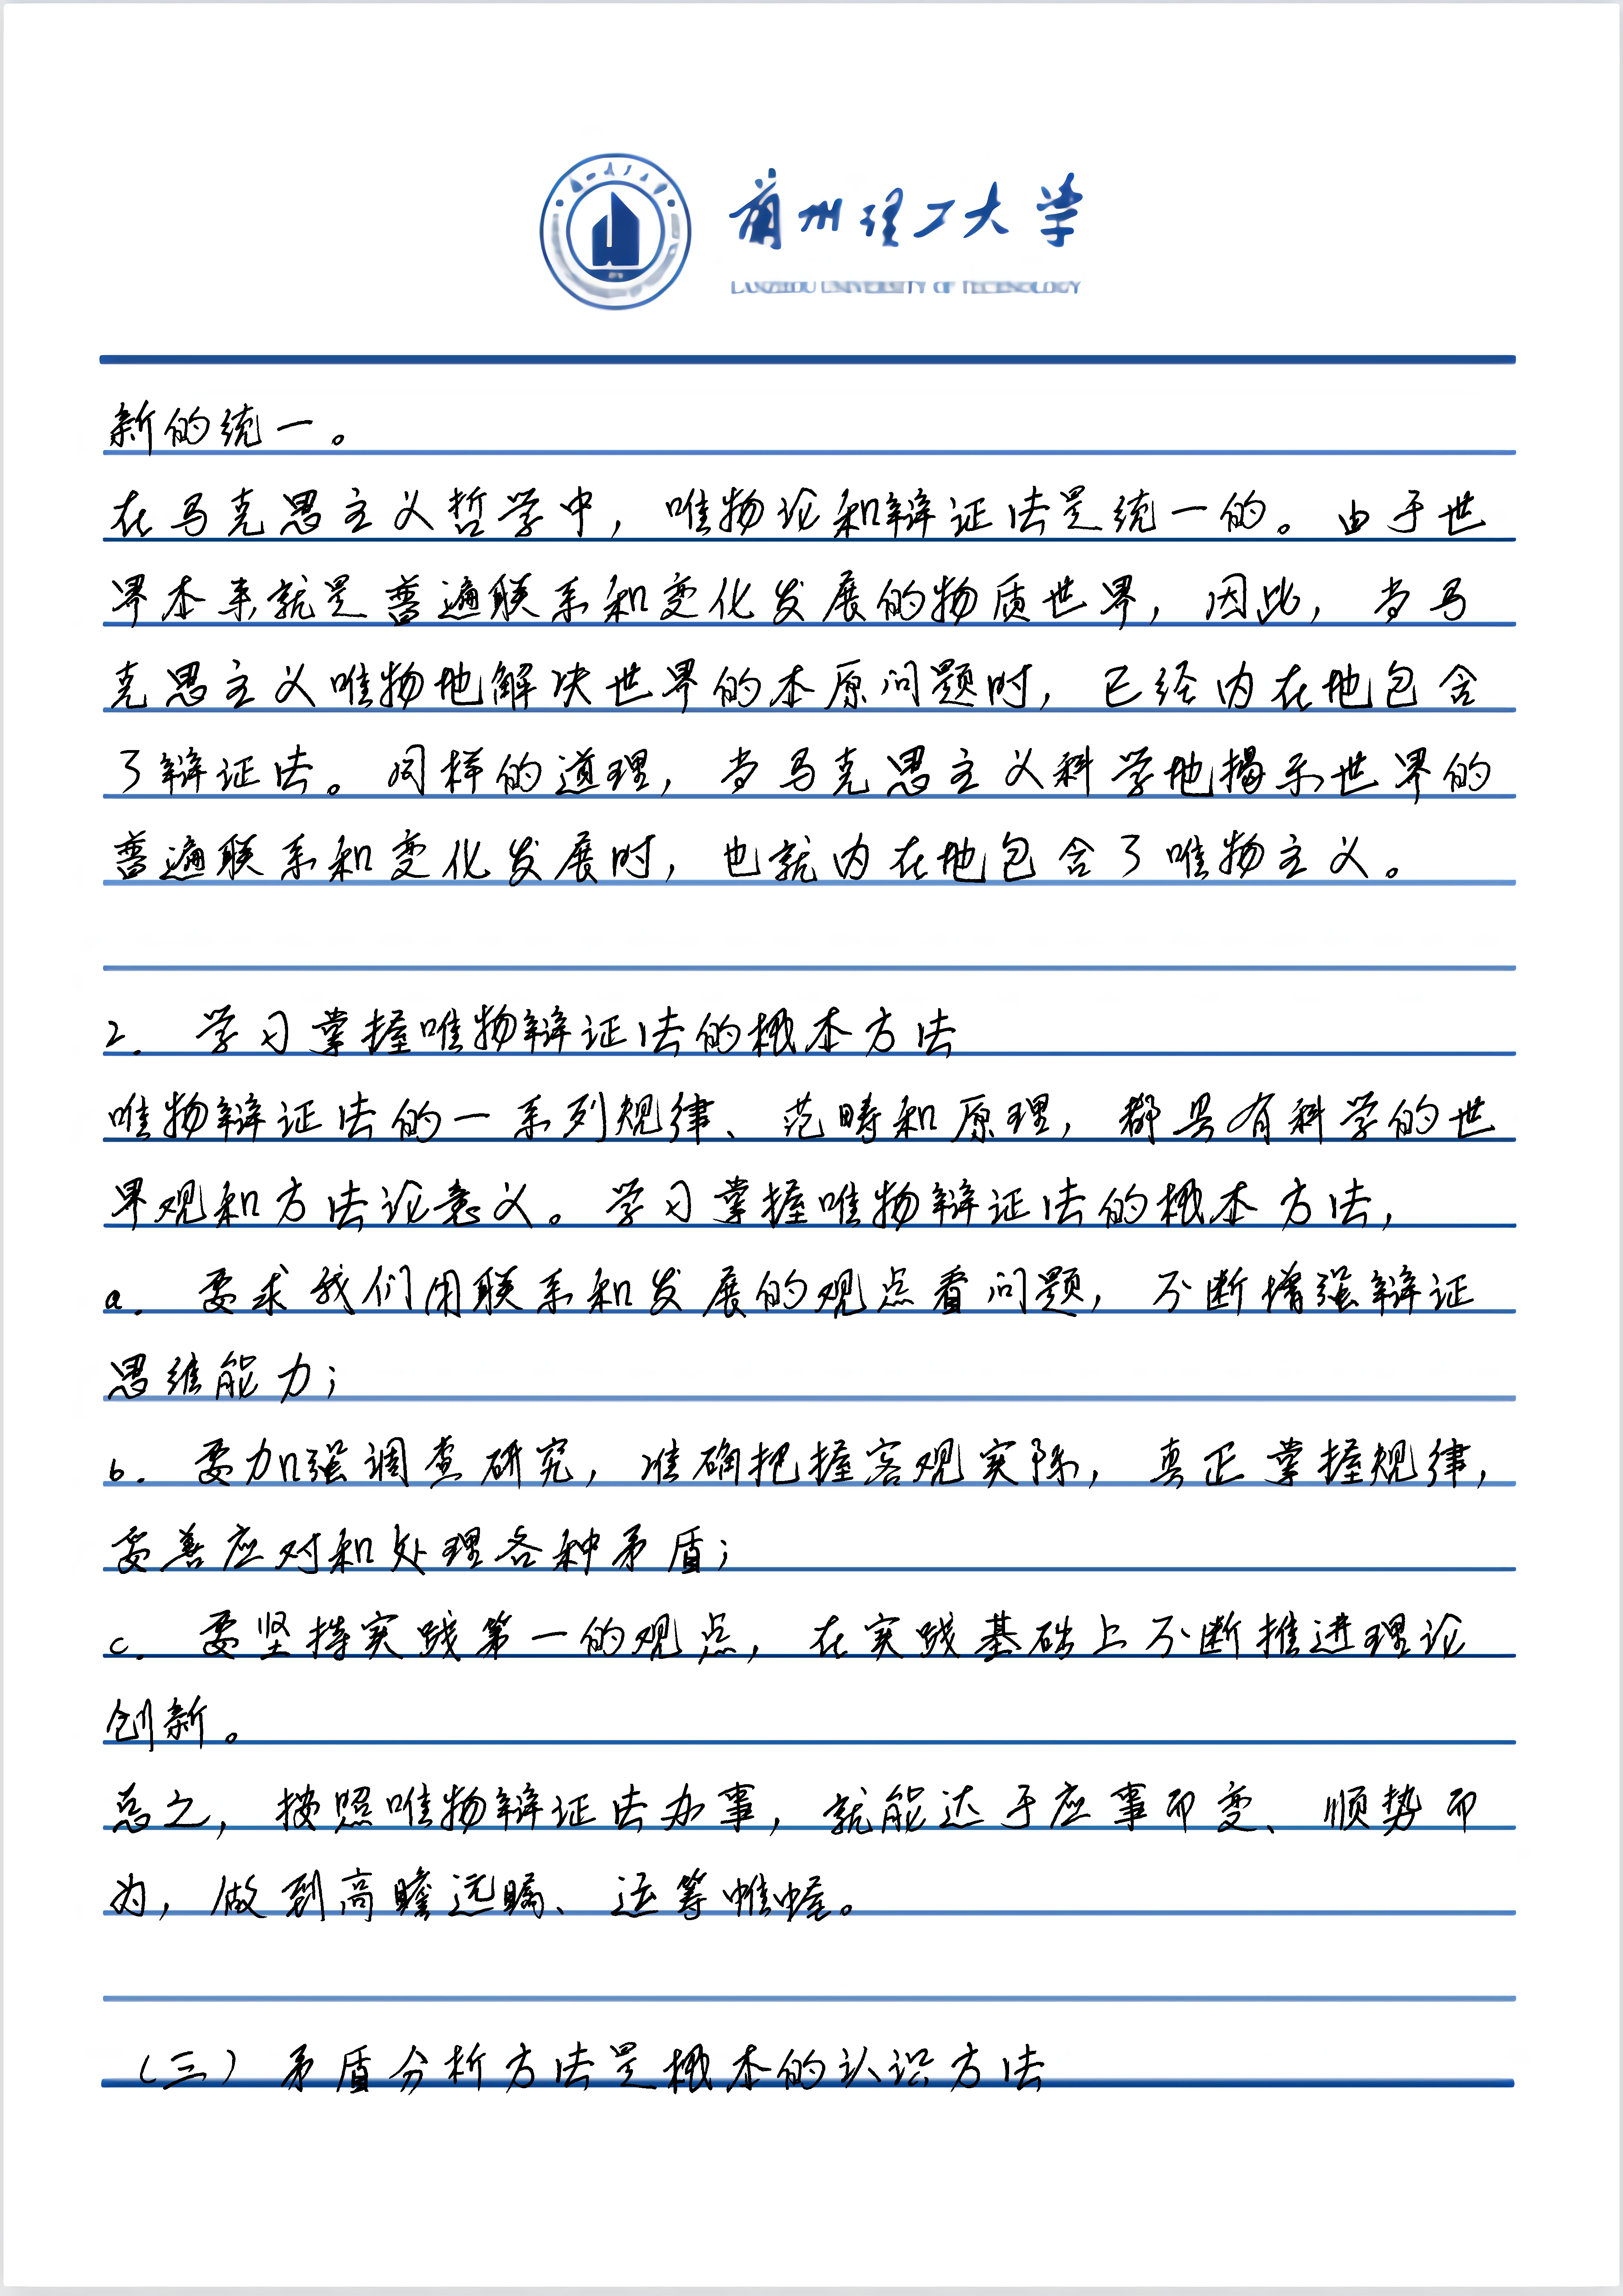 兰州理工大学
LANZHOU UNIVERSITY OF TECHNOLOGY
新的统一。
在马克思主义哲学中，唯物论和辩证法是统一的。由于世
界本来就是普遍联系和变化发展的物质世界，因此，当马
克思主义唯物地解决世界的本原问题时，已经内在地包含
了辩证法。同样的道理，当马克思主义科学地揭示世界的
普遍联系和变化发展时，也就内在地包含了唯物主义。
2. 学习掌握唯物辩证法的根本方法
唯物辩证法的一系列规律、范畴和原理，都具有科学的世
界观和方法论意义。学习掌握唯物辩证法的根本方法，
a. 要求我们用联系和发展的观点看问题，不断增强辩证
思维能力；
b. 要加强调查研究，准确把握客观实际，真正掌握规律，
妥善应对和处理各种矛盾；
c. 要坚持实践第一的观点，在实践基础上不断推进理论
创新。
总之，按照唯物辩证法办事，就能达于应事而变、顺势而
为，做到高瞻远瞩、运筹帷幄。
（三）矛盾分析方法是根本的认识方法